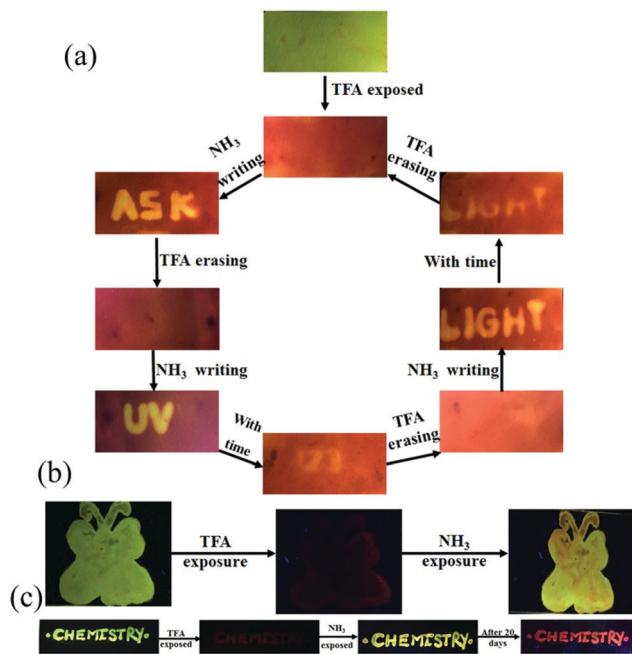 (a)
TFA exposed
NH₃
writing
ASK
TFA
erasing
LIGHT
TFA erasing
With time
LIGHT
NH₃ writing
NH₃ writing
UV
With
time
TFA
erasing
(b)
TFA
exposure
NH₃
exposure
(c)
•CHEMISTRY•
TFA
exposed
CHEMISTRY
NH₃
exposed
•CHEMISTRY•
After 20
days
•CHEMISTRY•